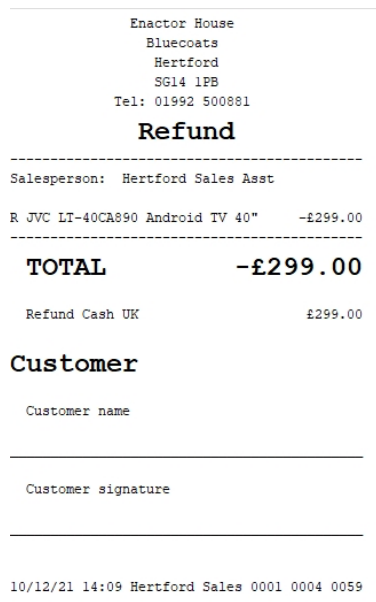 Enactor House
Bluecoats
Hertford
SG14 1PB
Tel: 01992 500881
Refund
Salesperson: Hertford Sales Asst
R JVC LT-40CA890 Android TV 40" -£299.00
TOTAL -£299.00
Refund Cash UK £299.00
Customer
Customer name
Customer signature
10/12/21 14:09 Hertford Sales 0001 0004 0059